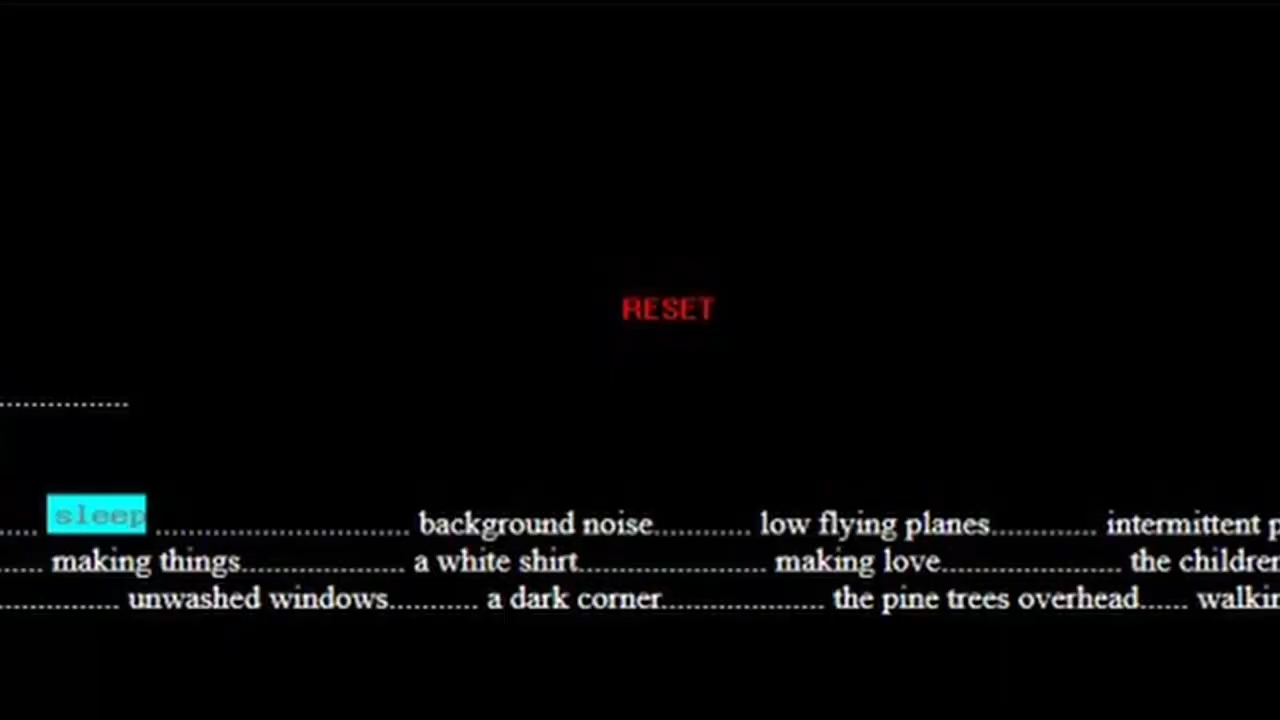 RESET
..............
.... sleep ......................... background noise.......... low flying planes........... intermittent
..... making things................. a white shirt................... making love.................. the children
............. unwashed windows......... a dark corner................ the pine trees overhead.....